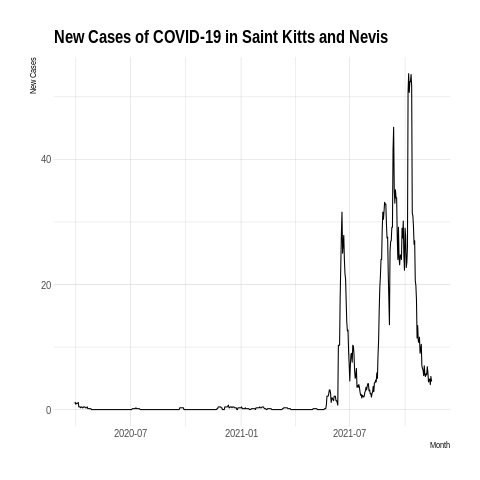 New Cases of COVID-19 in Saint Kitts and Nevis
New Cases
40
20
0
2020-07 2021-01 2021-07
Month